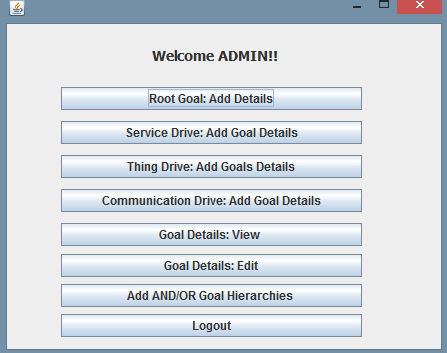 Welcome ADMIN!!
Root Goal: Add Details
Service Drive: Add Goal Details
Thing Drive: Add Goals Details
Communication Drive: Add Goal Details
Goal Details: View
Goal Details: Edit
Add AND/OR Goal Hierarchies
Logout